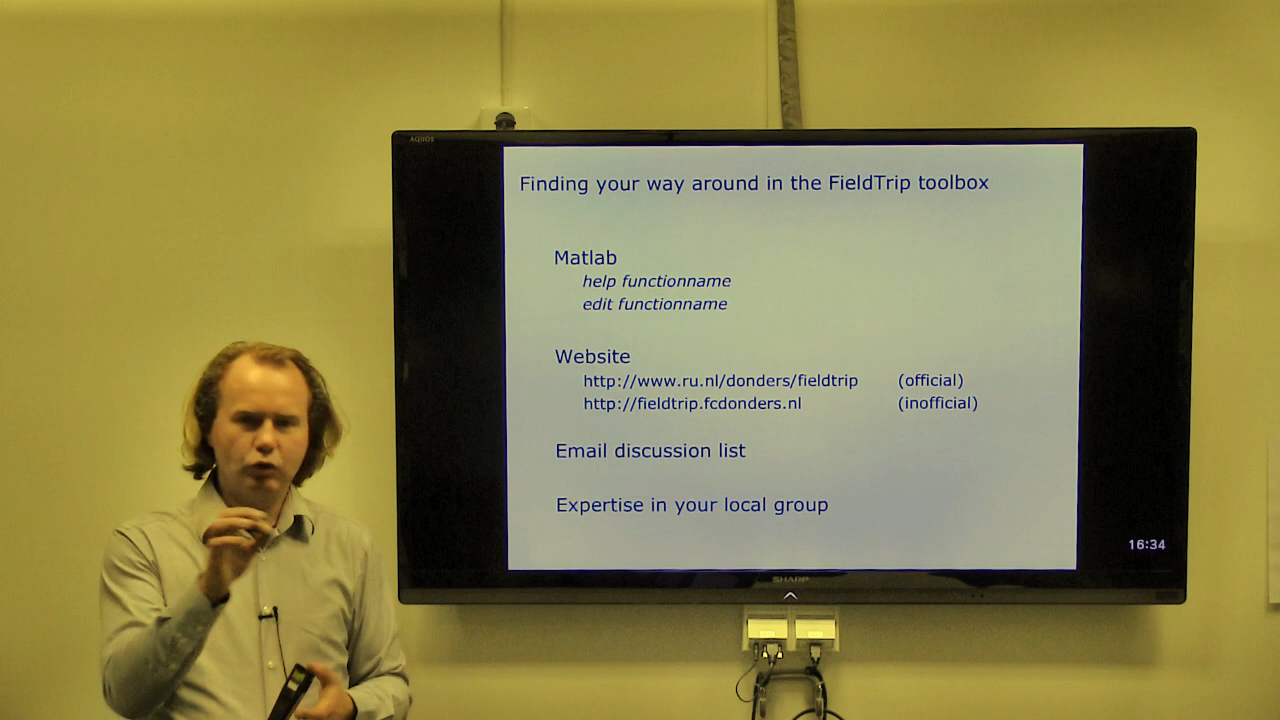 AQUOS
Finding your way around in the FieldTrip toolbox
Matlab
help functionname
edit functionname
Website
http://www.ru.nl/donders/fieldtrip (official)
http://fieldtrip.fcdonders.nl (inofficial)
Email discussion list
Expertise in your local group
16:34
SHARP